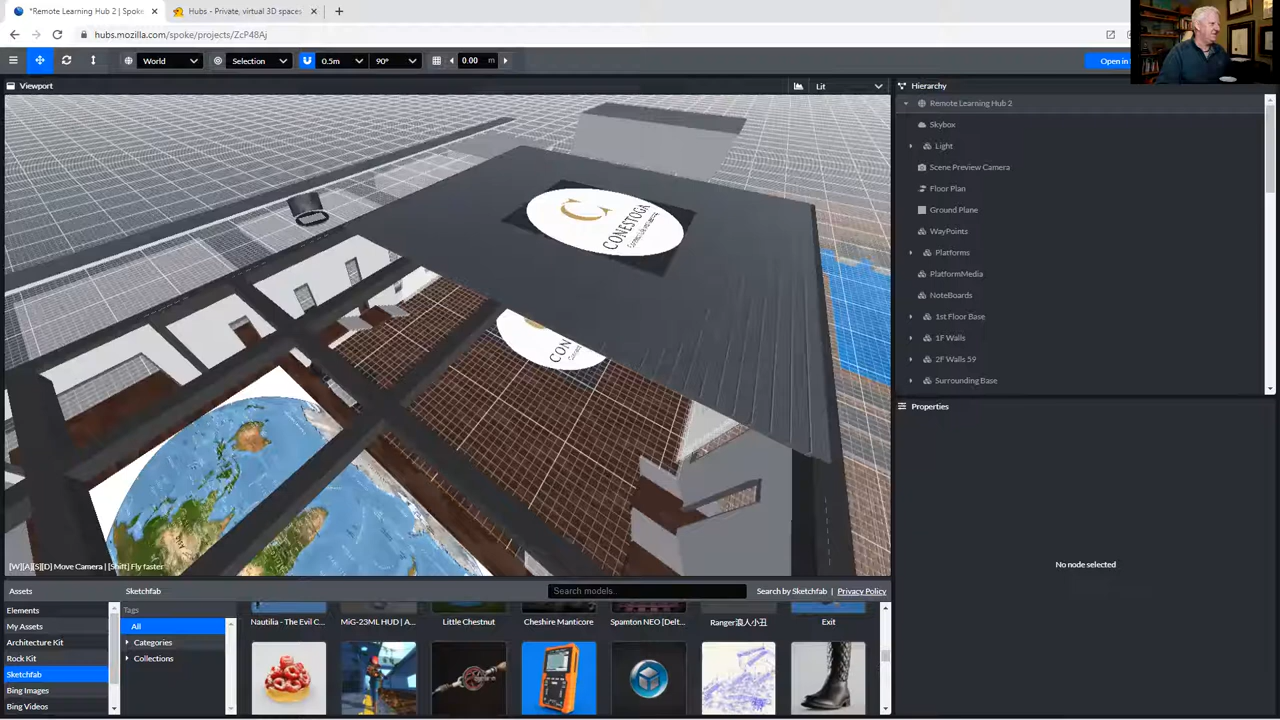 *Remote Learning Hub 2 | Spoke
Hubs - Private, virtual 3D spaces
hubs.mozilla.com/spoke/projects/ZcP48Aj
World
Selection
0.5m
90°
0.00 m
Open in
Viewport
Lit
Hierarchy
Remote Learning Hub 2
Skybox
Light
Scene Preview Camera
Floor Plan
Ground Plane
WayPoints
Platforms
PlatformMedia
NoteBoards
1st Floor Base
1F Walls
2F Walls 59
Surrounding Base
C
CONESTOGA
CON
[W][A][S][D] Move Camera | [Shift] Fly faster
Properties
No node selected
Assets
Sketchfab
Search models..
Search by Sketchfab | Privacy Policy
Elements
My Assets
Architecture Kit
Rock Kit
Sketchfab
Bing Images
Bing Videos
Tags
All
Categories
Collections
Nautilia - The Evil C...
MiG-23ML HUD | A...
Little Chestnut
Cheshire Manticore
Spamton NEO [Delt...
Ranger浪人小丑
Exit